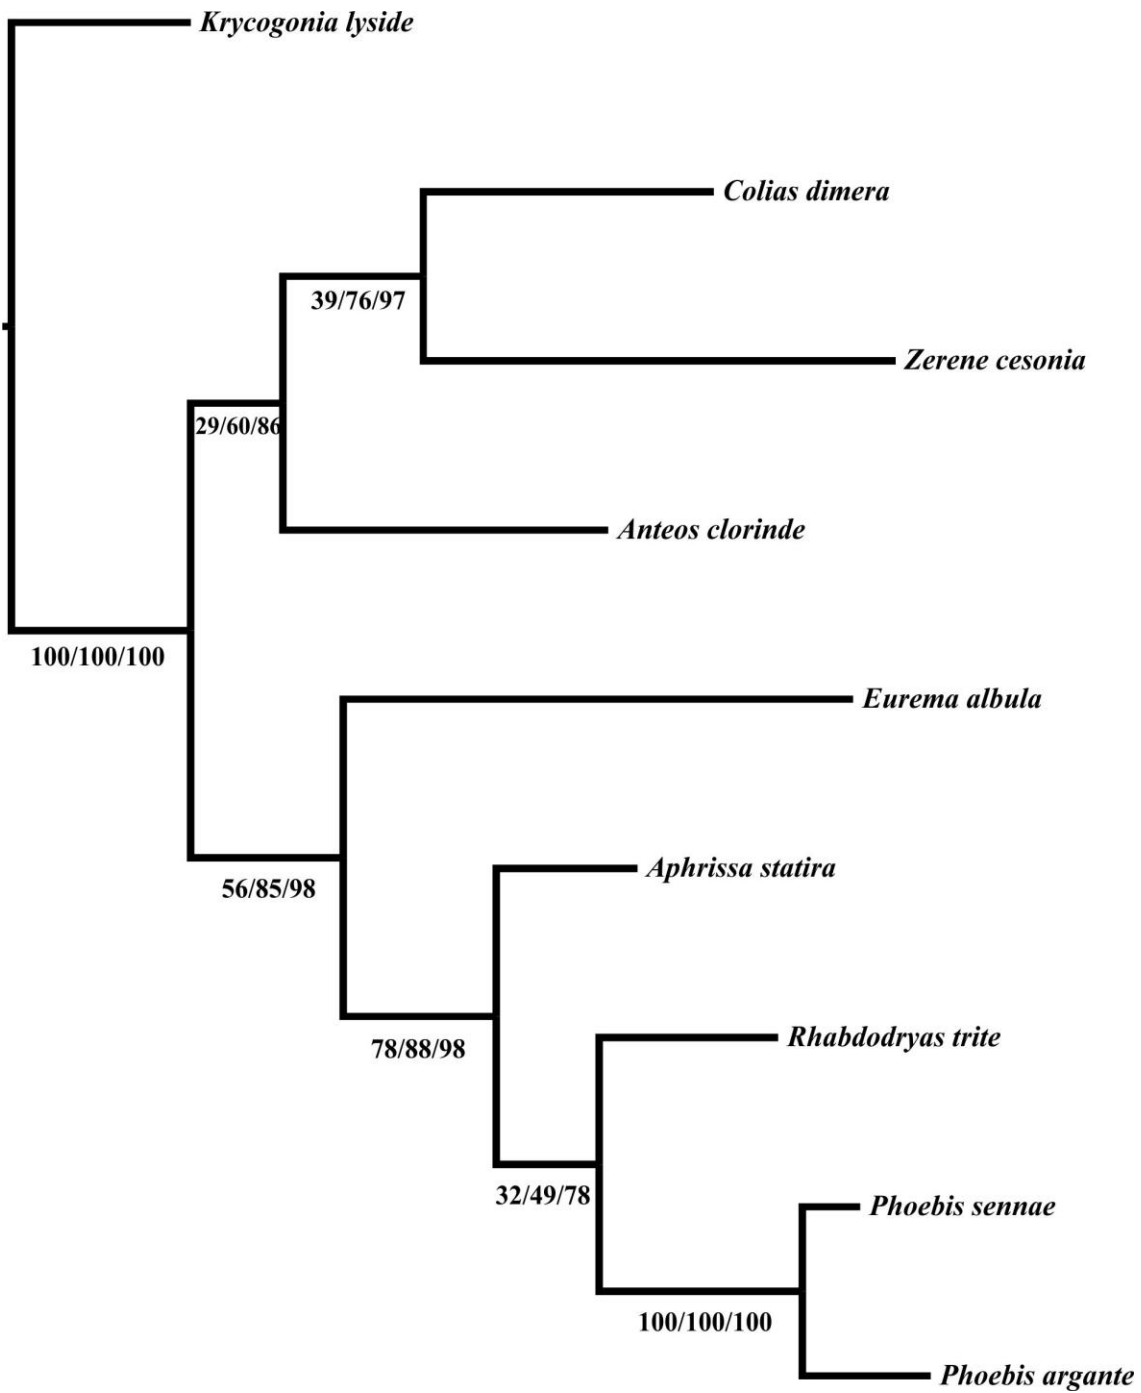 Krycogonia lyside
Colias dimera
39/76/97
Zerene cesonia
29/60/86
Anteos clorinde
100/100/100
Eurema albula
Aphrissa statira
56/85/98
Rhabdodryas trite
78/88/98
32/49/78
Phoebis sennae
100/100/100
Phoebis argante